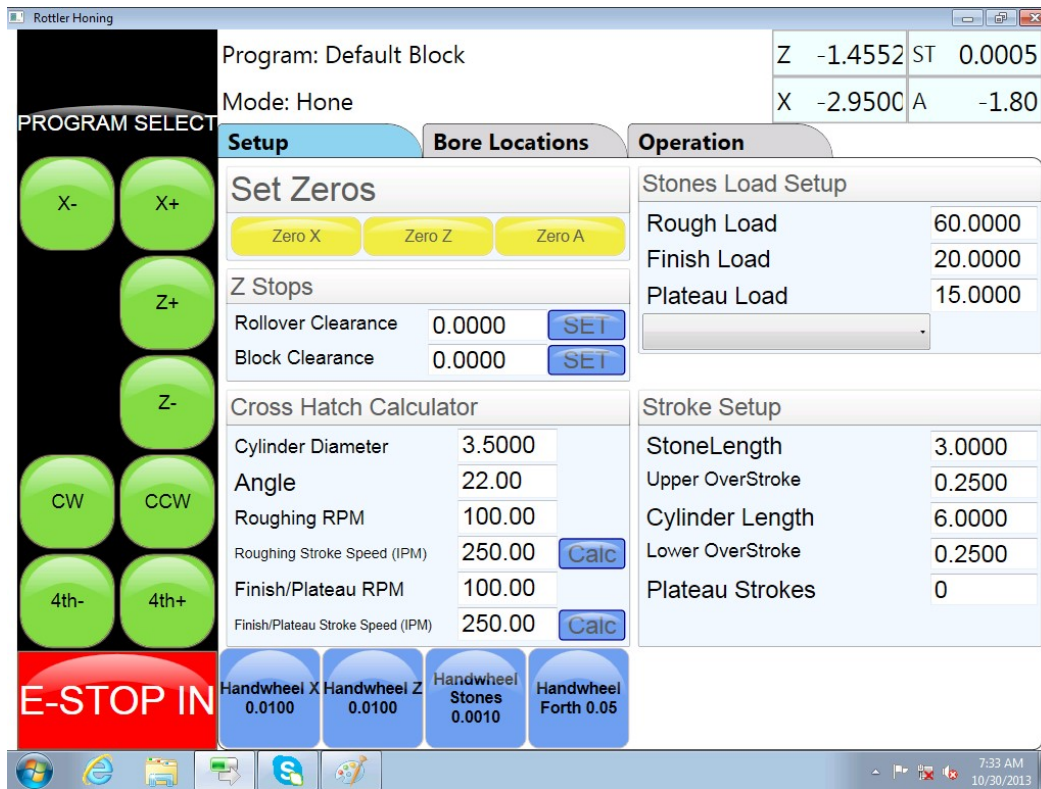 Rottler Honing
Program: Default Block
Z -1.4552 ST 0.0005
Mode: Hone
X -2.9500 A -1.80
PROGRAM SELECT
Setup Bore Locations Operation
X- X+
Z+
Z-
CW CCW
4th- 4th+
E-STOP IN
Set Zeros
Zero X Zero Z Zero A
Z Stops
Rollover Clearance 0.0000 SET
Block Clearance 0.0000 SET
Cross Hatch Calculator
Cylinder Diameter 3.5000
Angle 22.00
Roughing RPM 100.00
Roughing Stroke Speed (IPM) 250.00 Calc
Finish/Plateau RPM 100.00
Finish/Plateau Stroke Speed (IPM) 250.00 Calc
Stones Load Setup
Rough Load 60.0000
Finish Load 20.0000
Plateau Load 15.0000
Stroke Setup
StoneLength 3.0000
Upper OverStroke 0.2500
Cylinder Length 6.0000
Lower OverStroke 0.2500
Plateau Strokes 0
Handwheel X
0.0100
Handwheel Z
0.0100
Handwheel
Stones
0.0010
Handwheel
Forth 0.05
7:33 AM
10/30/2013